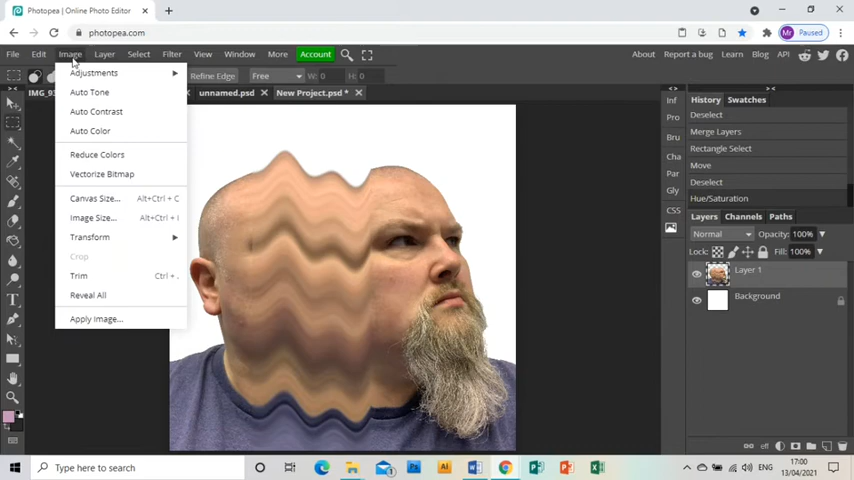 Photopea | Online Photo Editor
photopea.com
Mr Paused
File Edit Image Layer Select Filter View Window More Account
About Report a bug Learn Blog API
Refine Edge Free W: 0 H: 0
unnamed.psd New Project.psd *
Adjustments
Auto Tone
Auto Contrast
Auto Color
Reduce Colors
Vectorize Bitmap
Canvas Size... Alt+Ctrl + C
Image Size... Alt+Ctrl + I
Transform
Crop
Trim Ctrl + .
Reveal All
Apply Image...
Inf
Pro
Bru
Cha
Par
Gly
CSS
History Swatches
Deselect
Merge Layers
Rectangle Select
Move
Deselect
Hue/Saturation
Layers Channels Paths
Normal Opacity: 100%
Lock: Fill: 100%
Layer 1
Background
eff
Type here to search
ENG
17:00
13/04/2021